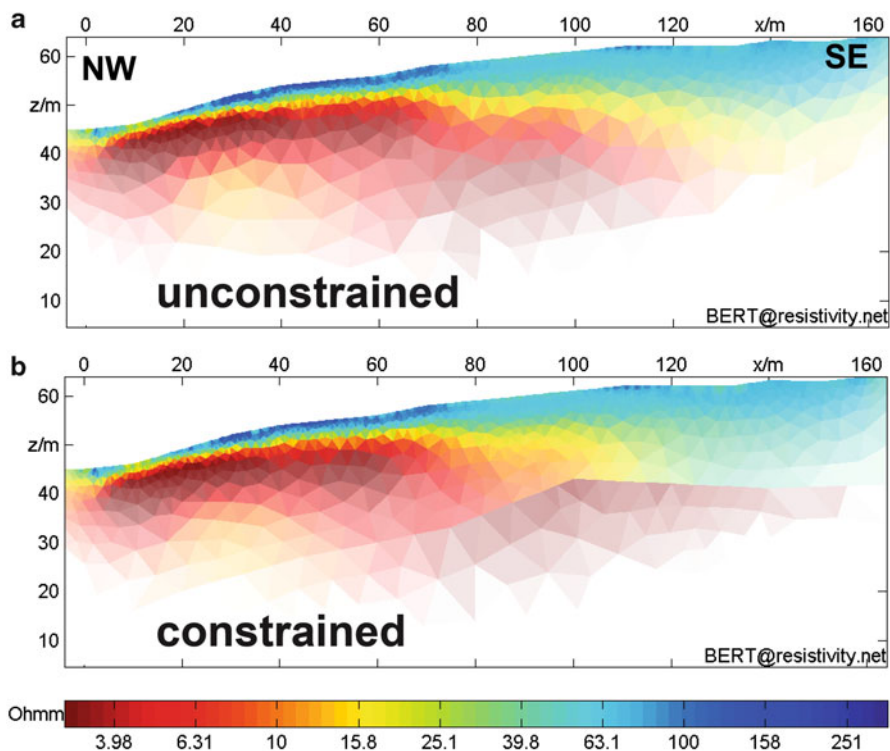 a
0 20 40 60 80 100 120 x/m 160
60
NW
SE
z/m
40
30
20
10
unconstrained
BERT@resistivity.net
b
0 20 40 60 80 100 120 x/m 160
60
z/m
40
30
20
10
constrained
BERT@resistivity.net
Ohmm
3.98 6.31 10 15.8 25.1 39.8 63.1 100 158 251